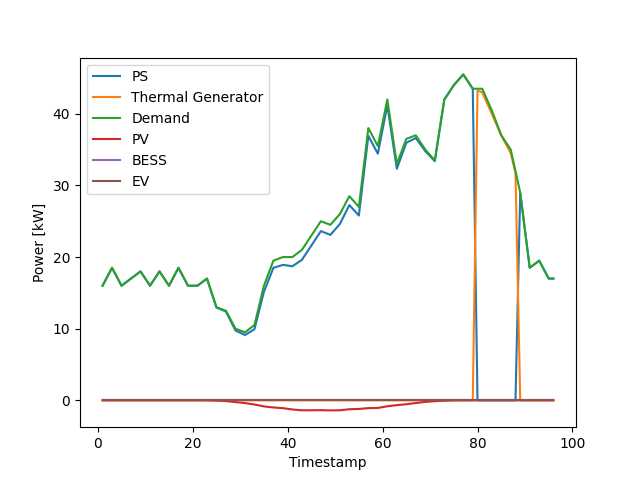 PS
Thermal Generator
Demand
PV
BESS
EV
Power [kW]
40
30
20
10
0
0 20 40 60 80 100
Timestamp